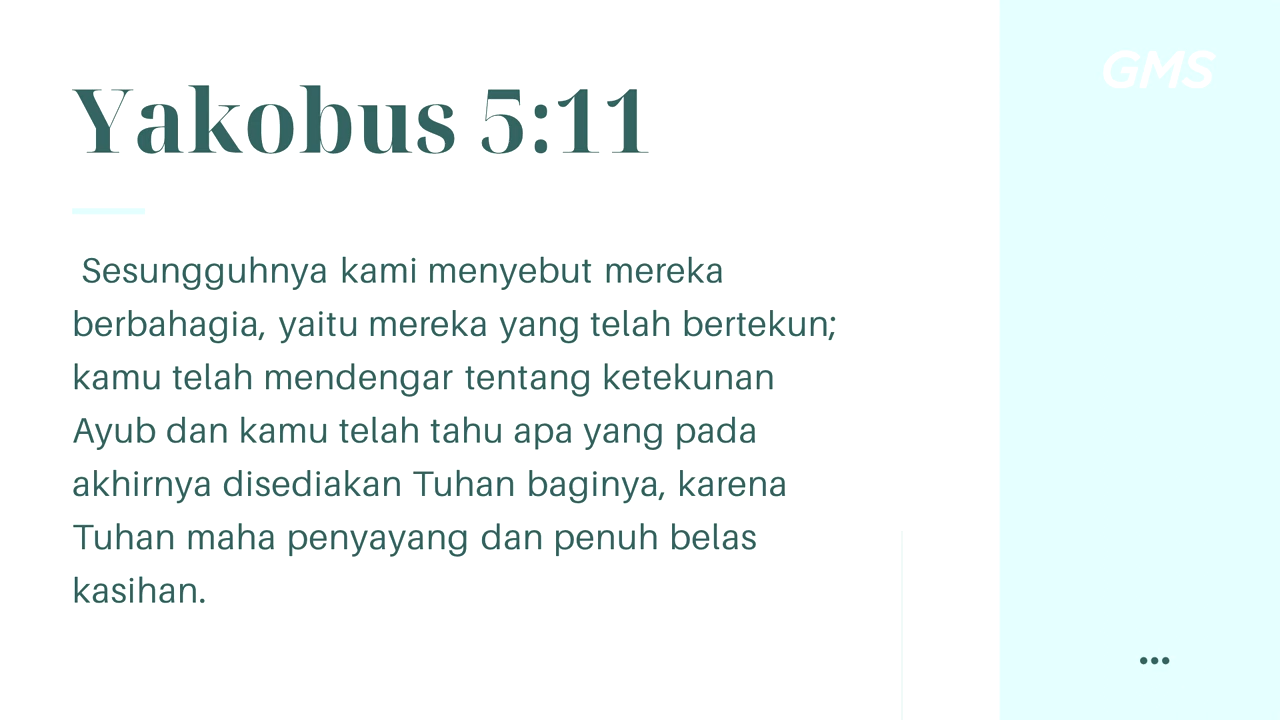 GMS
Yakobus 5:11
Sesungguhnya kami menyebut mereka
berbahagia, yaitu mereka yang telah bertekun;
kamu telah mendengar tentang ketekunan
Ayub dan kamu telah tahu apa yang pada
akhirnya disediakan Tuhan baginya, karena
Tuhan maha penyayang dan penuh belas
kasihan.